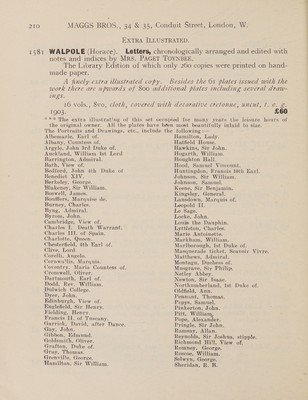 210 MAGGS BROS., 34 & 35, Conduit Street, London, W.
EXTRA ILLUSTRATED.
1581 WALPOLE (Horace). Letters, chronologically arranged and edited with
notes and indices by MRS. PAGET TOYNBEE.
The Library Edition of which only 260 copies were printed on hand-
made paper.
A finely extra illustrated copy. Besides the 61 plates issued with the
work there are upwards of 800 additional plates including several draw-
ings.
16 vols., 8vo, cloth, covered with decorative cretonus, uncut, t. e. g.
1903. £60
*** The extra illustrating of this set occupied for many years the leisure hours of
the original owner. All the plates have been most beautifully inlaid to size.
The Portraits and Drawings, etc., include the following:—
Albemarle, Earl of.
Albany, Countess of.
Argyle, John 2nd Duke of.
Auckland, William 1st Lord
Barrington, Admiral.
Bath, View of.
Bedford, John 4th Duke of
Benedict XIV.
Berkeley, George.
Blakeney, Sir William
Boswell, James.
Boufflers, Marquise de.
Burney, Charles.
Byng, Admiral.
Byrom, John.
Cambridge, View of.
Charles I. Death Warrant.
Charles III. of Spain.
Charlotte, Queen.
Chesterfield, 4th Earl of.
Clive, Lord.
Corelli, Angelo.
Cornwallis, Marquis.
Coventry, Maria Countess of.
Cromwell, Oliver.
Dartmouth, Earl of.
Dodd, Rev. William
Dulwich College.
Dyer, John.
Edinburgh, View of.
Englefield, Sir Henry.
Fielding, Henry.
Francis II. of Tuscany.
Garrick, David, after Dance.
Gay, John.
Gibbon, Edmund.
Goldsmith, Oliver.
Grafton, Duke of.
Gray, Thomas.
Grenville, George
Hamilton, Sir William
Hamilton, Lady.
Hatfield House.
Hawkins, Sir John.
Hogarth, William.
Houghton Hall.
Hood, Samuel Viscount.
Huntingdon, Francis 10th Earl.
Johnson, Sir William.
Johnson, Samuel.
Keene, Sir Benjamin.
Kingsley, General.
Lansdown, Marquis of.
Leopold II.
Le Sage.
Locke, John
Louis the Dauphin.
Lyttleton, Charles.
Marie Antoinette.
Markham, William.
Marlborough, 1st Duke of.
Masquerade ticket, Scavoir Vivre.
Matthews, Admiral.
Montagu, Duchess of.
Musgrave, Sir Philip.
Netley Abbey.
Newton, Sir Isaac.
Northumberland, 1st Duke of.
Oldfield, Ann.
Pennant, Thomas.
Pepys, Samuel.
Pinkerton, John.
Pitt, William.
Pope, Alexander.
Pringle, Sir John
Ramsay, Allan.
Reynolds, Sir Joshua, stipple.
Richmond Hill, View of.
Romney, George.
Roscoe, William.
Selwyn, George.
Sheridan, R. B.